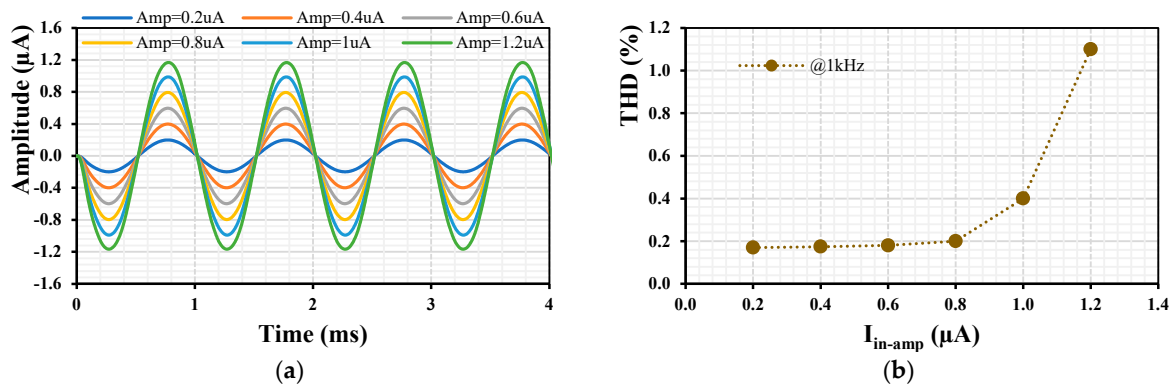 Amp=0.2uA Amp=0.4uA Amp=0.6uA
Amp=0.8uA Amp=1uA Amp=1.2uA
Amplitude (µA)
1.6
1.2
0.8
0.4
0.0
-0.4
-0.8
-1.2
-1.6
0 1 2 3 4
Time (ms)
(a)
THD (%)
1.2
1.0
0.8
0.6
0.4
0.2
0.0
@1kHz
0.0 0.2 0.4 0.6 0.8 1.0 1.2 1.4
Iin-amp (µA)
(b)